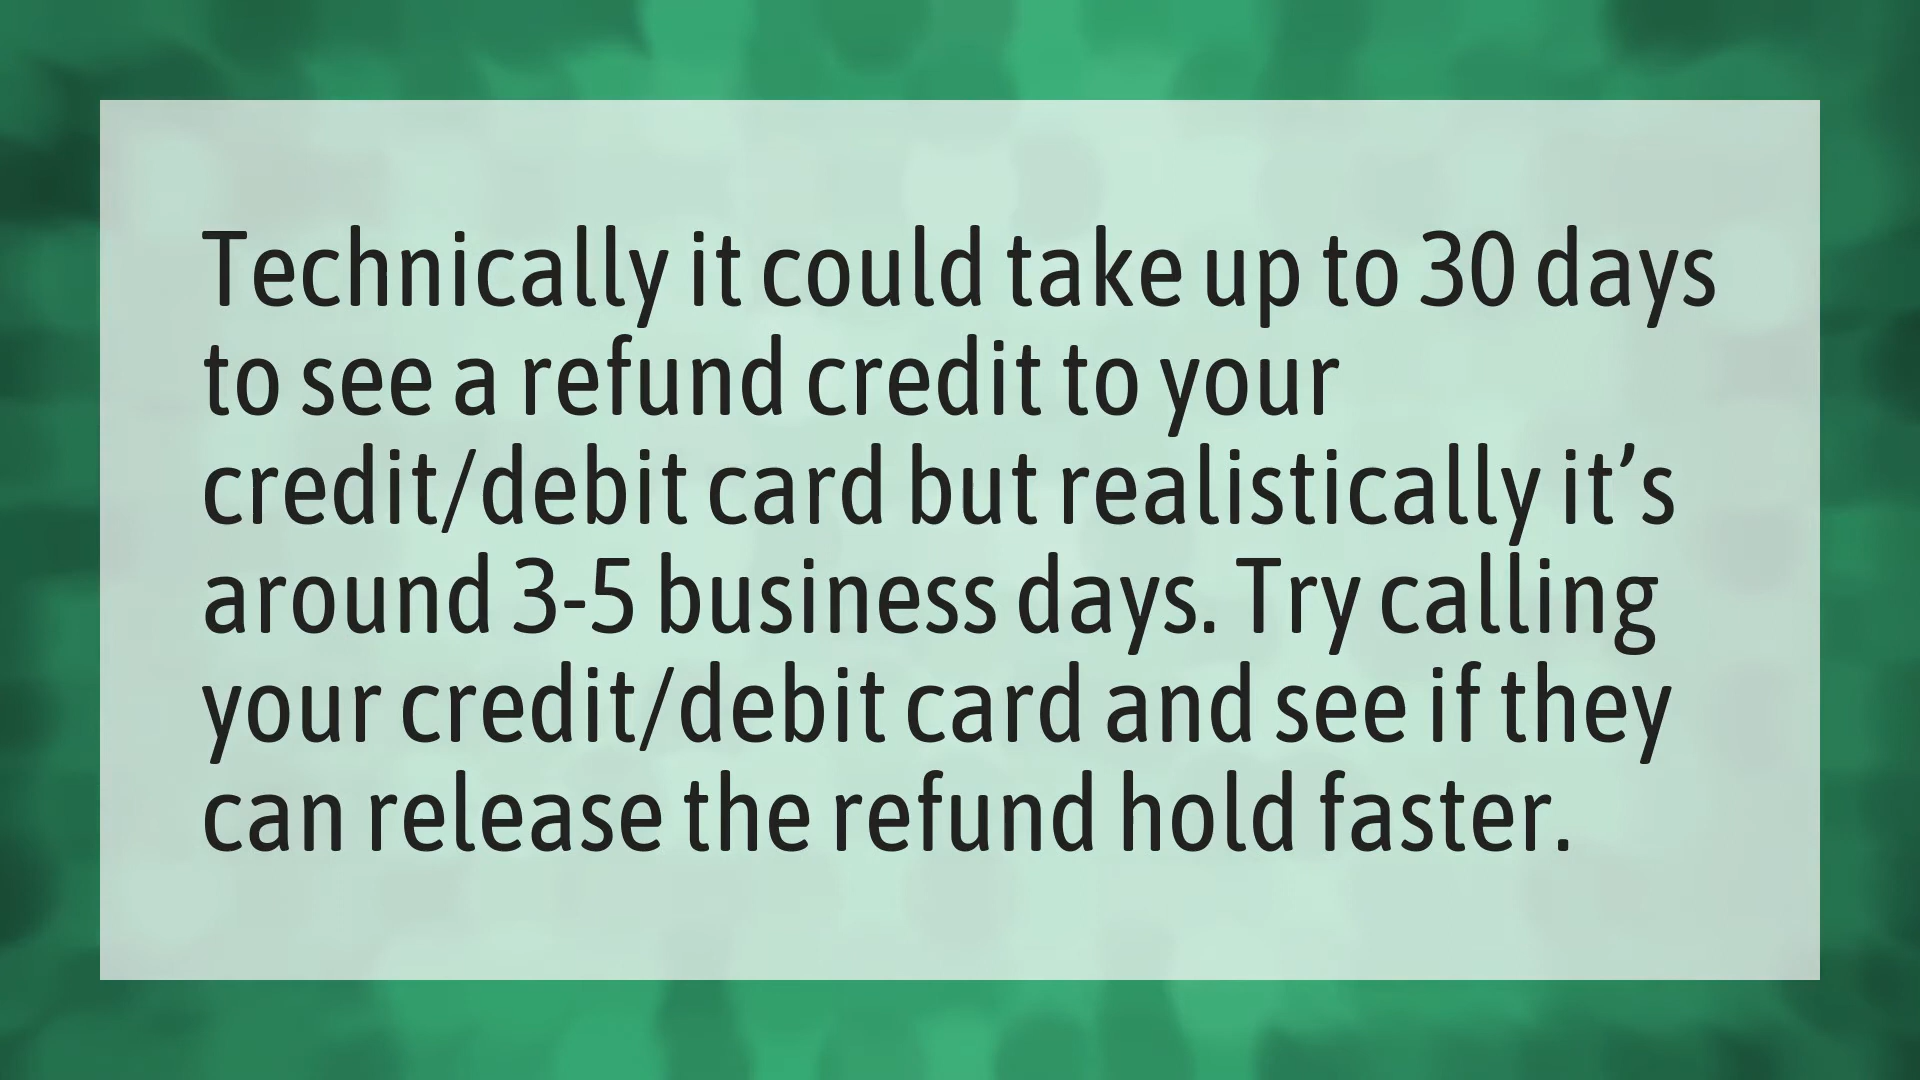 Technically it could take up to 30 days
to see a refund credit to your
credit/debit card but realistically it’s
around 3-5 business days. Try calling
your credit/debit card and see if they
can release the refund hold faster.